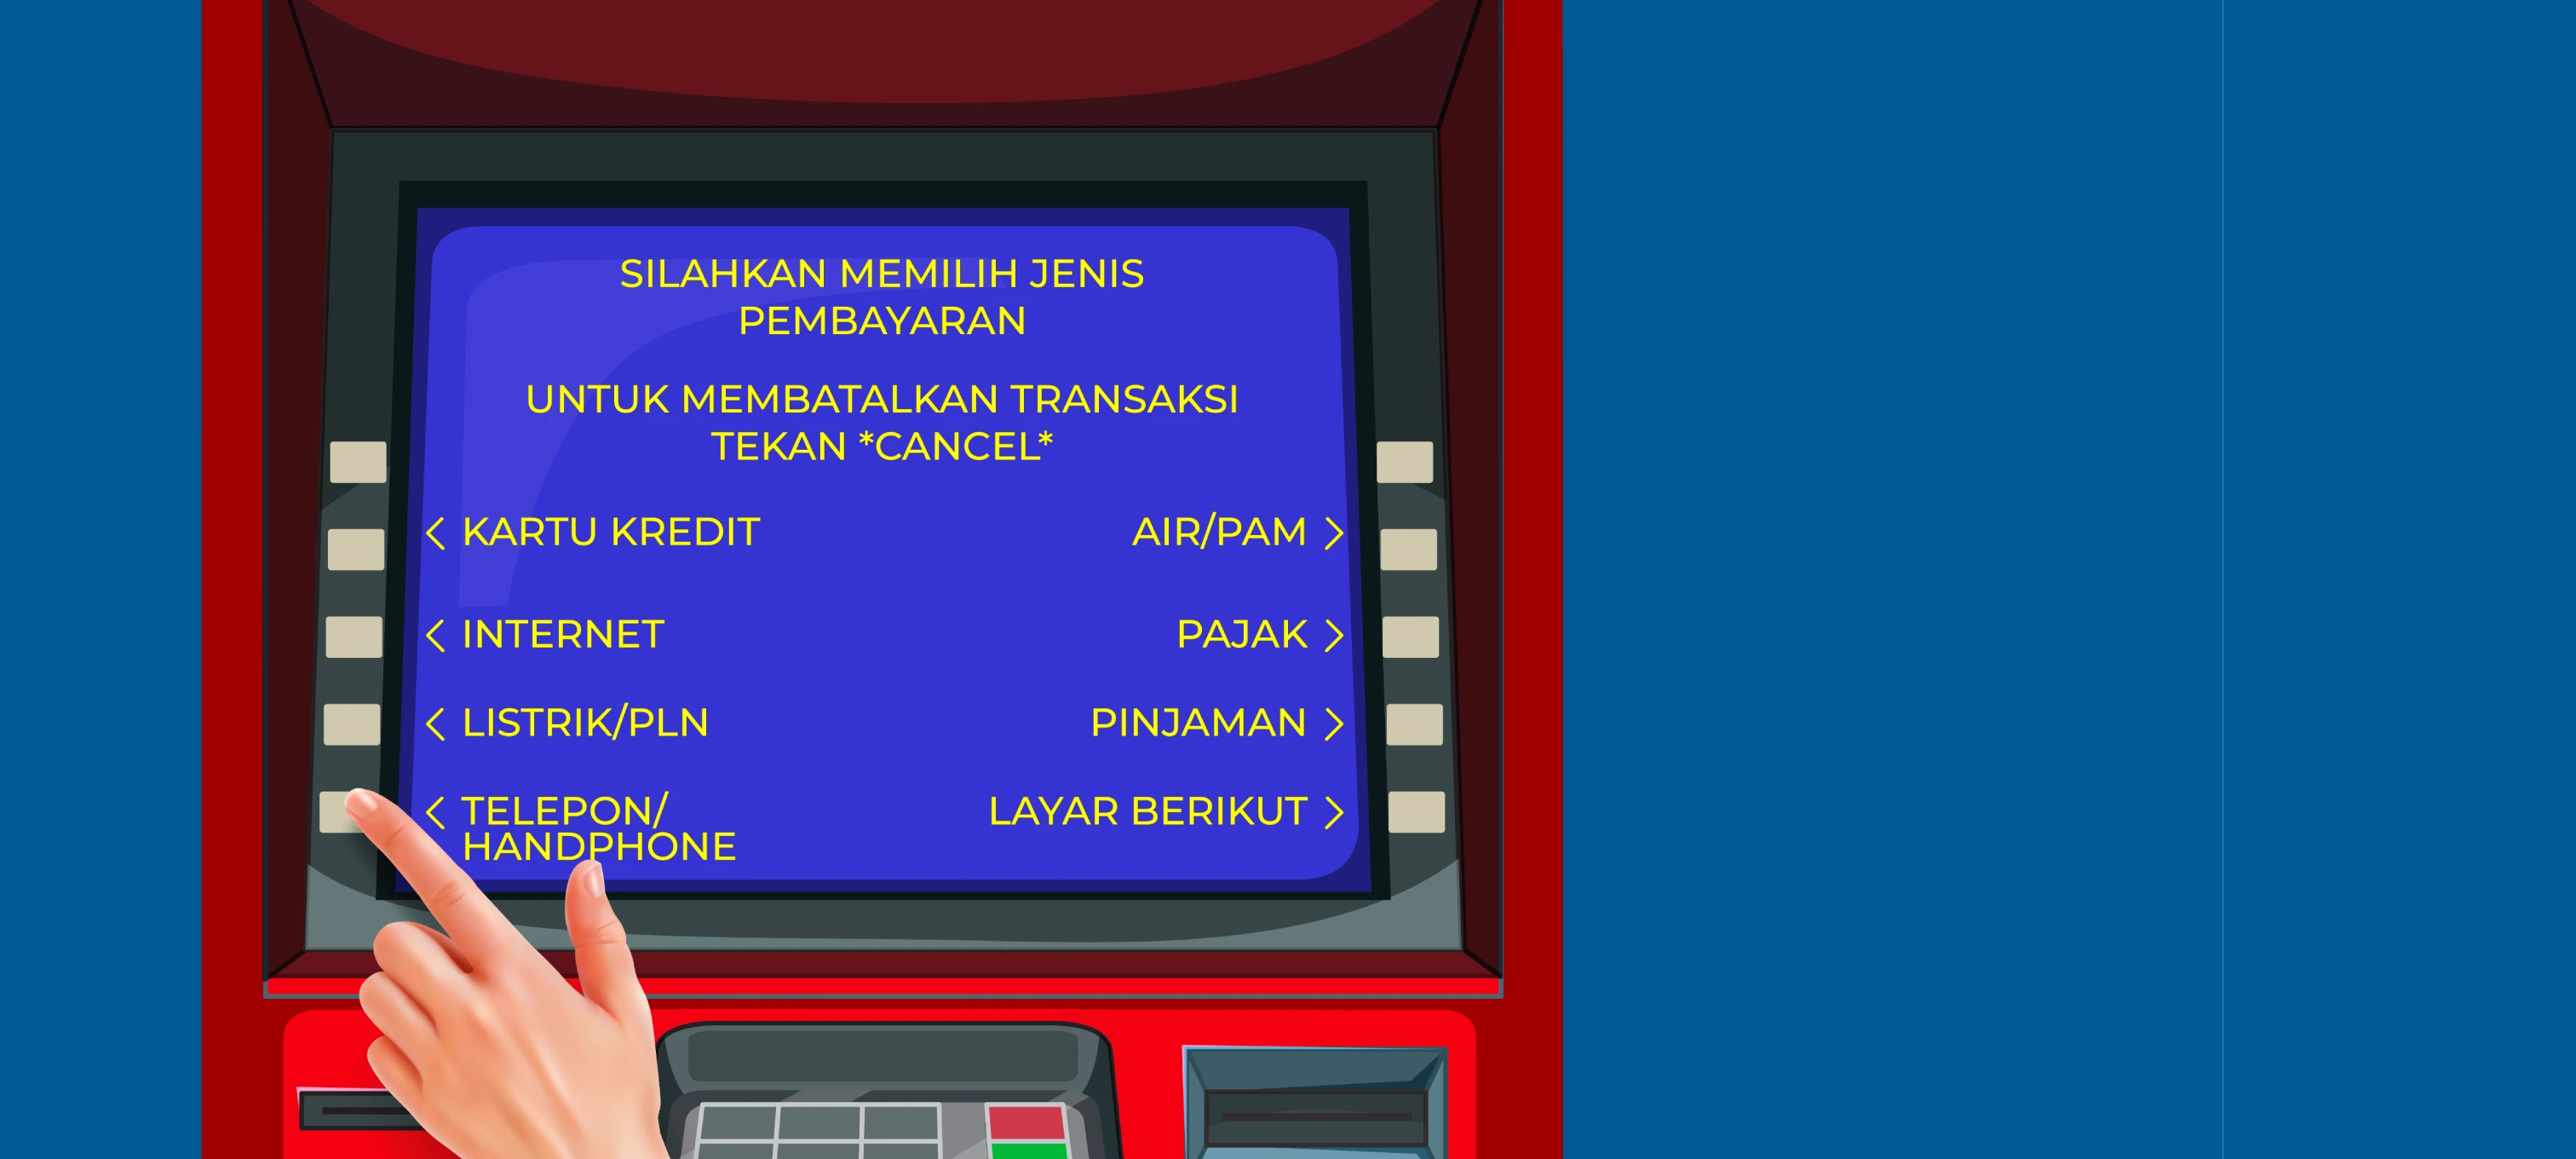 SILAHKAN MEMILIH JENIS
PEMBAYARAN
UNTUK MEMBATALKAN TRANSAKSI
TEKAN *CANCEL*
< KARTU KREDIT
AIR/PAM >
< INTERNET
PAJAK >
< LISTRIK/PLN
PINJAMAN >
< TELEPON/
HANDPHONE
LAYAR BERIKUT >